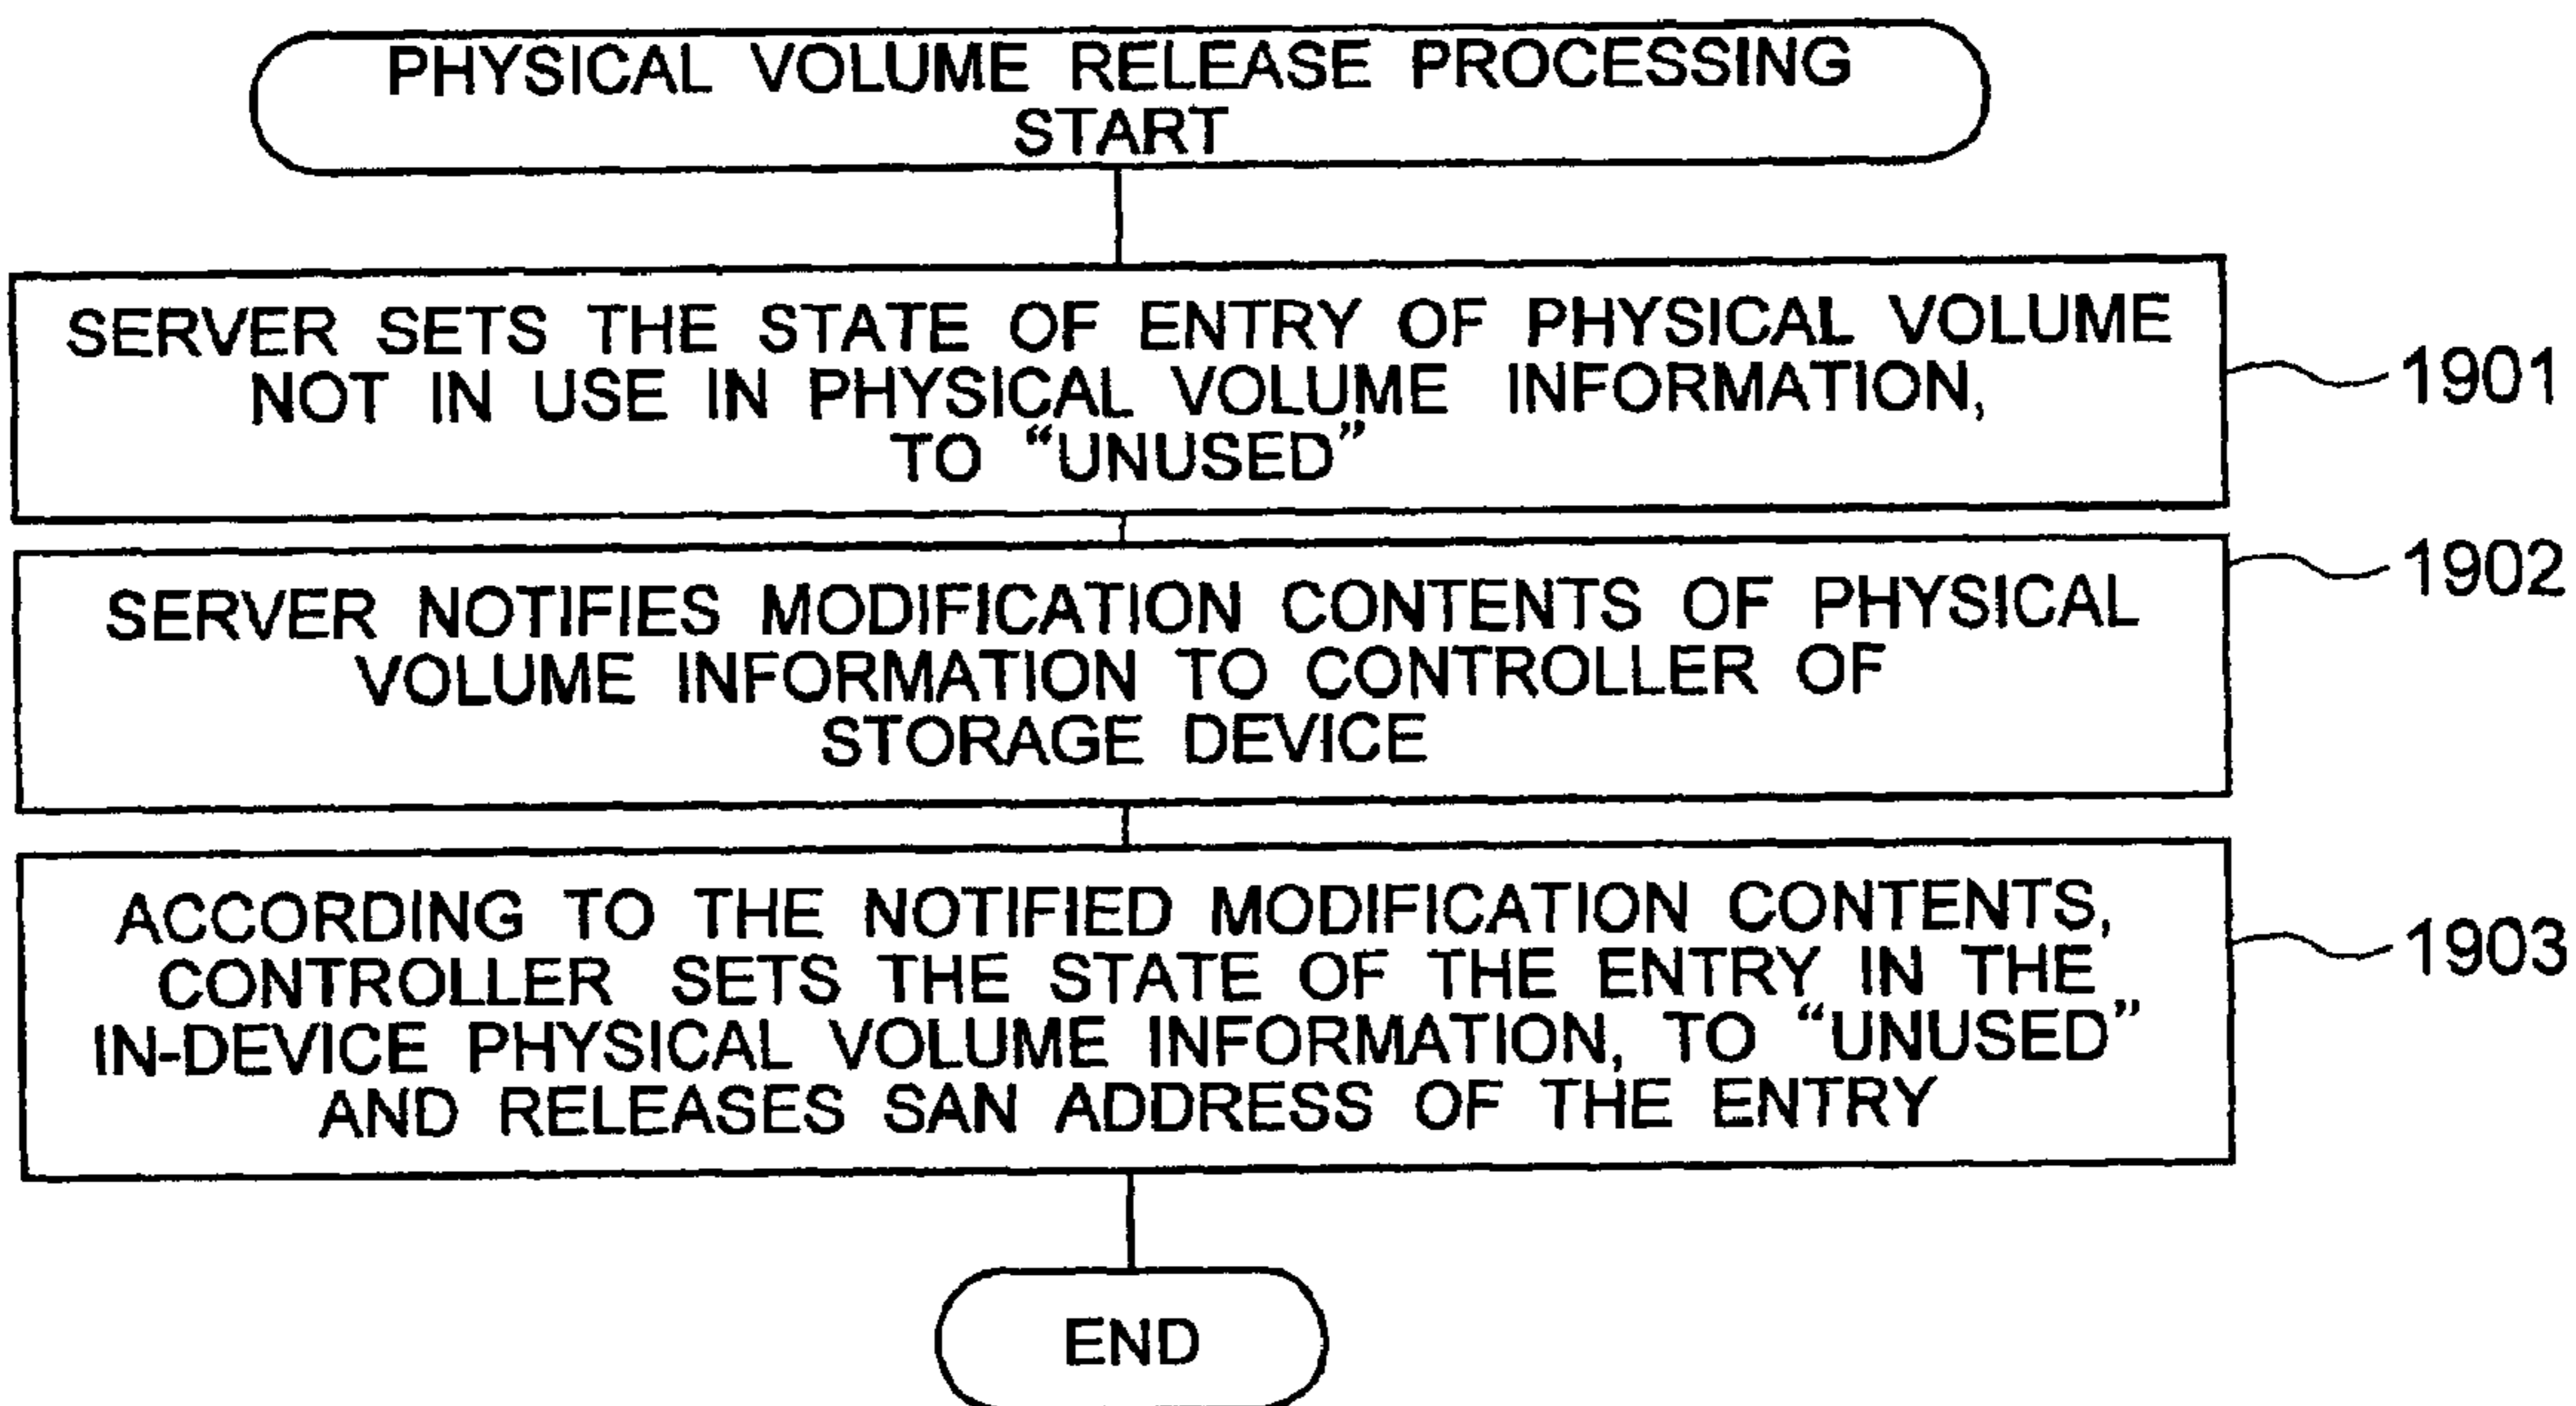 PHYSICAL VOLUME RELEASE PROCESSING
START
SERVER SETS THE STATE OF ENTRY OF PHYSICAL VOLUME
NOT IN USE IN PHYSICAL VOLUME INFORMATION,
TO “UNUSED”
1901
SERVER NOTIFIES MODIFICATION CONTENTS OF PHYSICAL
VOLUME INFORMATION TO CONTROLLER OF
STORAGE DEVICE
1902
ACCORDING TO THE NOTIFIED MODIFICATION CONTENTS,
CONTROLLER SETS THE STATE OF THE ENTRY IN THE
IN-DEVICE PHYSICAL VOLUME INFORMATION, TO “UNUSED”
AND RELEASES SAN ADDRESS OF THE ENTRY
1903
END